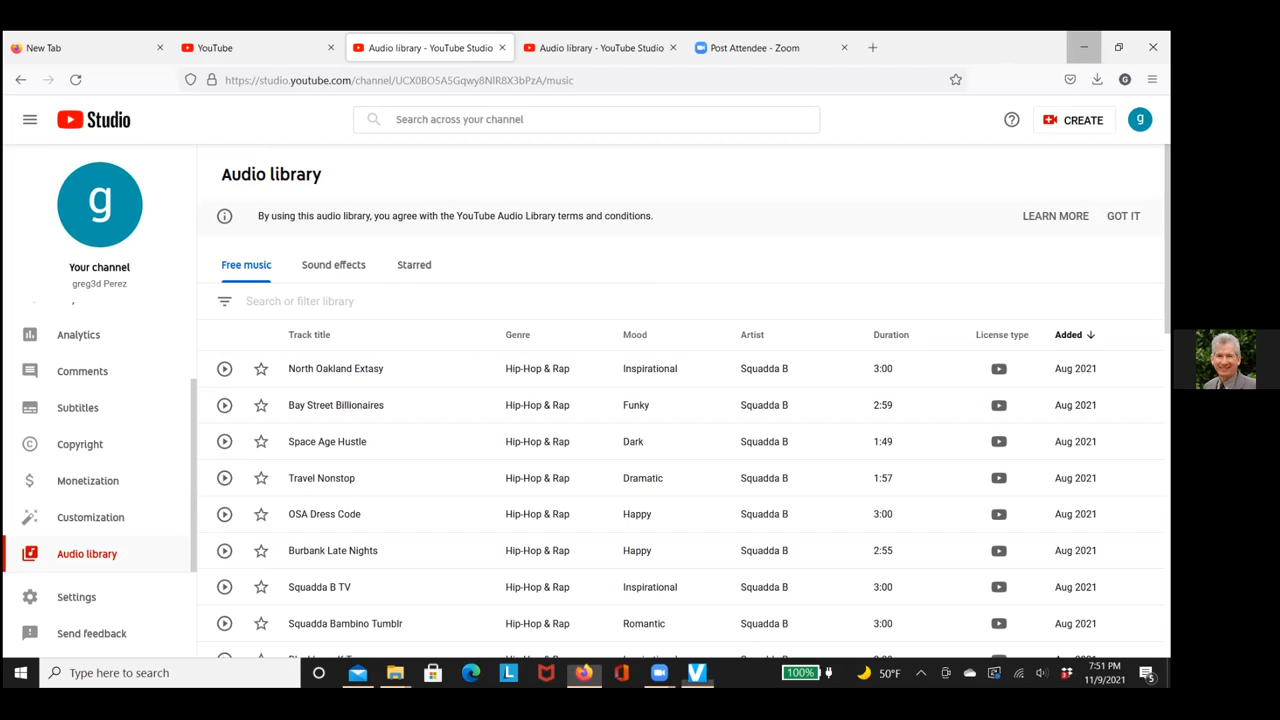 New Tab
YouTube
Audio library - YouTube Studio
Audio library - YouTube Studio
Post Attendee - Zoom
https://studio.youtube.com/channel/UCX0BO5A5Gqwy8NlR8X3bPzA/music
G
Studio
Search across your channel
CREATE
g
g
Your channel
greg3d Perez
Analytics
Comments
Subtitles
Copyright
Monetization
Customization
Audio library
Settings
Send feedback
Audio library
By using this audio library, you agree with the YouTube Audio Library terms and conditions. LEARN MORE GOT IT
Free music Sound effects Starred
Search or filter library
Track title Genre Mood Artist Duration License type Added
North Oakland Extasy Hip-Hop & Rap Inspirational Squadda B 3:00 Aug 2021
Bay Street Billionaires Hip-Hop & Rap Funky Squadda B 2:59 Aug 2021
Space Age Hustle Hip-Hop & Rap Dark Squadda B 1:49 Aug 2021
Travel Nonstop Hip-Hop & Rap Dramatic Squadda B 1:57 Aug 2021
OSA Dress Code Hip-Hop & Rap Happy Squadda B 3:00 Aug 2021
Burbank Late Nights Hip-Hop & Rap Happy Squadda B 2:55 Aug 2021
Squadda B TV Hip-Hop & Rap Inspirational Squadda B 3:00 Aug 2021
Squadda Bambino Tumblr Hip-Hop & Rap Romantic Squadda B 3:00 Aug 2021
Type here to search
L
V
100%
50°F
7:51 PM
11/9/2021
5